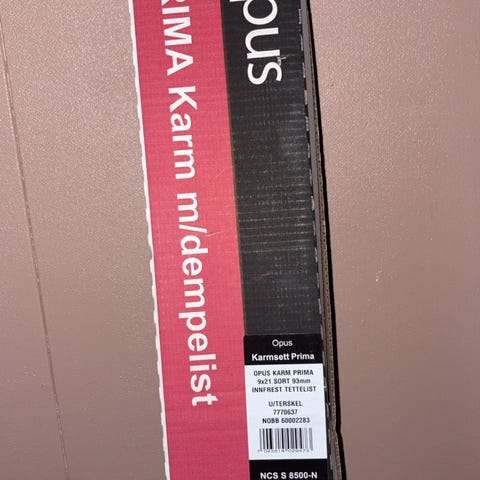 opus
PRIMA Karm m/dempelist
Opus
Karmsett Prima
OPUS KARM PRIMA
9x21 SORT 93mm
INNFREST TETTELIST
U/TERSKEL
7770637
NOBB 60002283
NCS S 8500-N